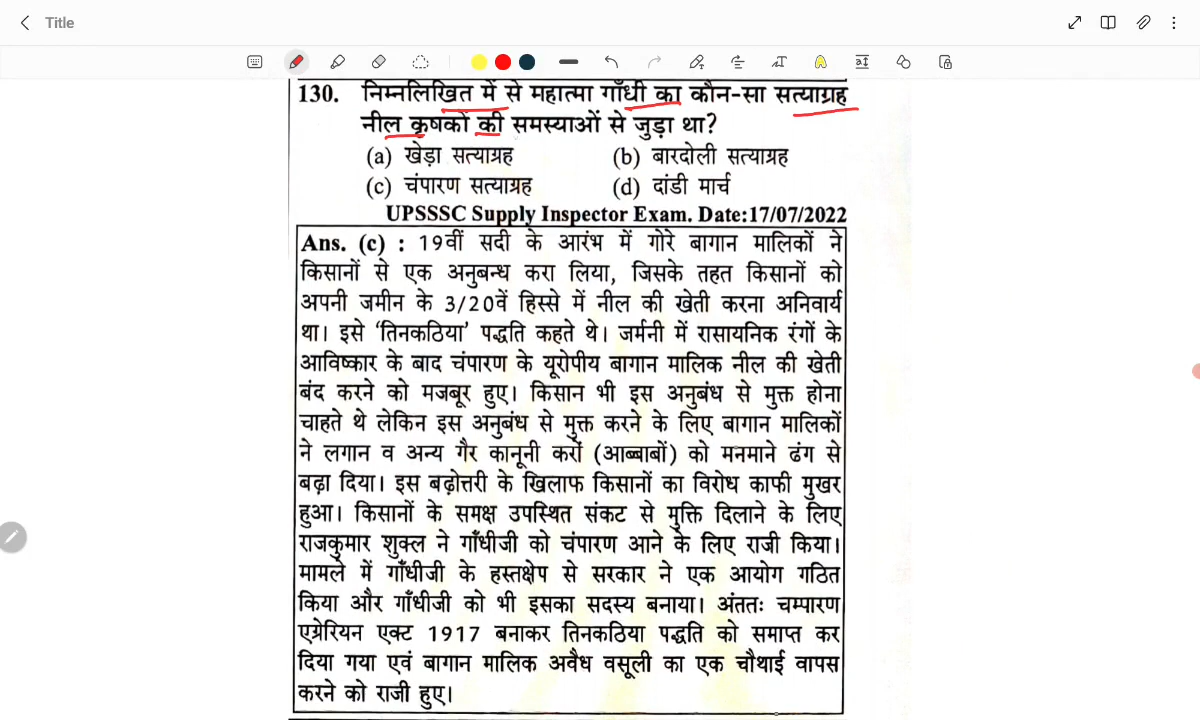 Title
130. निम्नलिखित में से महात्मा गाँधी का कौन-सा सत्याग्रह
नील कृषकों की समस्याओं से जुड़ा था?
(a) खेड़ा सत्याग्रह (b) बारदोली सत्याग्रह
(c) चंपारण सत्याग्रह (d) दांडी मार्च
UPSSSC Supply Inspector Exam. Date:17/07/2022
Ans. (c) : 19वीं सदी के आरंभ में गोरे बागान मालिकों ने
किसानों से एक अनुबन्ध करा लिया, जिसके तहत किसानों को
अपनी जमीन के 3/20वें हिस्से में नील की खेती करना अनिवार्य
था। इसे 'तिनकठिया' पद्धति कहते थे। जर्मनी में रासायनिक रंगों के
आविष्कार के बाद चंपारण के यूरोपीय बागान मालिक नील की खेती
बंद करने को मजबूर हुए। किसान भी इस अनुबंध से मुक्त होना
चाहते थे लेकिन इस अनुबंध से मुक्त करने के लिए बागान मालिकों
ने लगान व अन्य गैर कानूनी करों (आब्बाबों) को मनमाने ढंग से
बढ़ा दिया। इस बढ़ोत्तरी के खिलाफ किसानों का विरोध काफी मुखर
हुआ। किसानों के समक्ष उपस्थित संकट से मुक्ति दिलाने के लिए
राजकुमार शुक्ल ने गाँधीजी को चंपारण आने के लिए राजी किया।
मामले में गाँधीजी के हस्तक्षेप से सरकार ने एक आयोग गठित
किया और गाँधीजी को भी इसका सदस्य बनाया। अंततः चम्पारण
एग्रेरियन एक्ट 1917 बनाकर तिनकठिया पद्धति को समाप्त कर
दिया गया एवं बागान मालिक अवैध वसूली का एक चौथाई वापस
करने को राजी हुए।